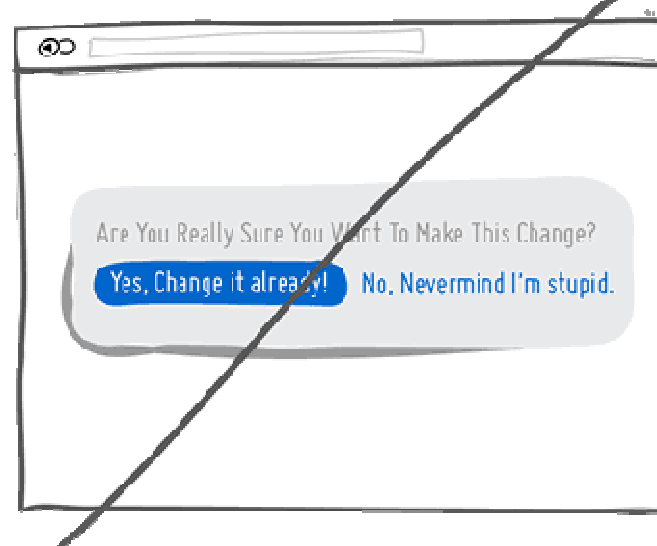 Are You Really Sure You Want To Make This Change?
Yes, Change it already! No, Nevermind I'm stupid.